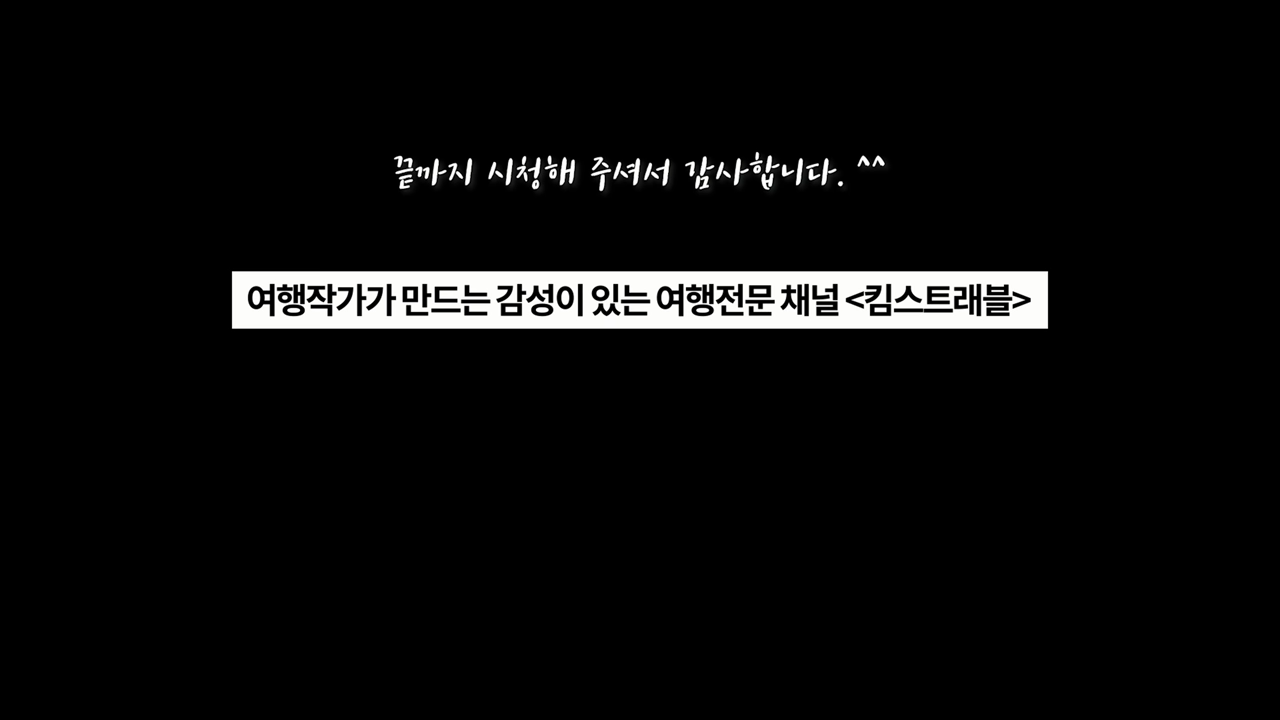 끝까지 시청해 주셔서 감사합니다. ^^
여행작가가 만드는 감성이 있는 여행전문 채널 <킴스트래블>